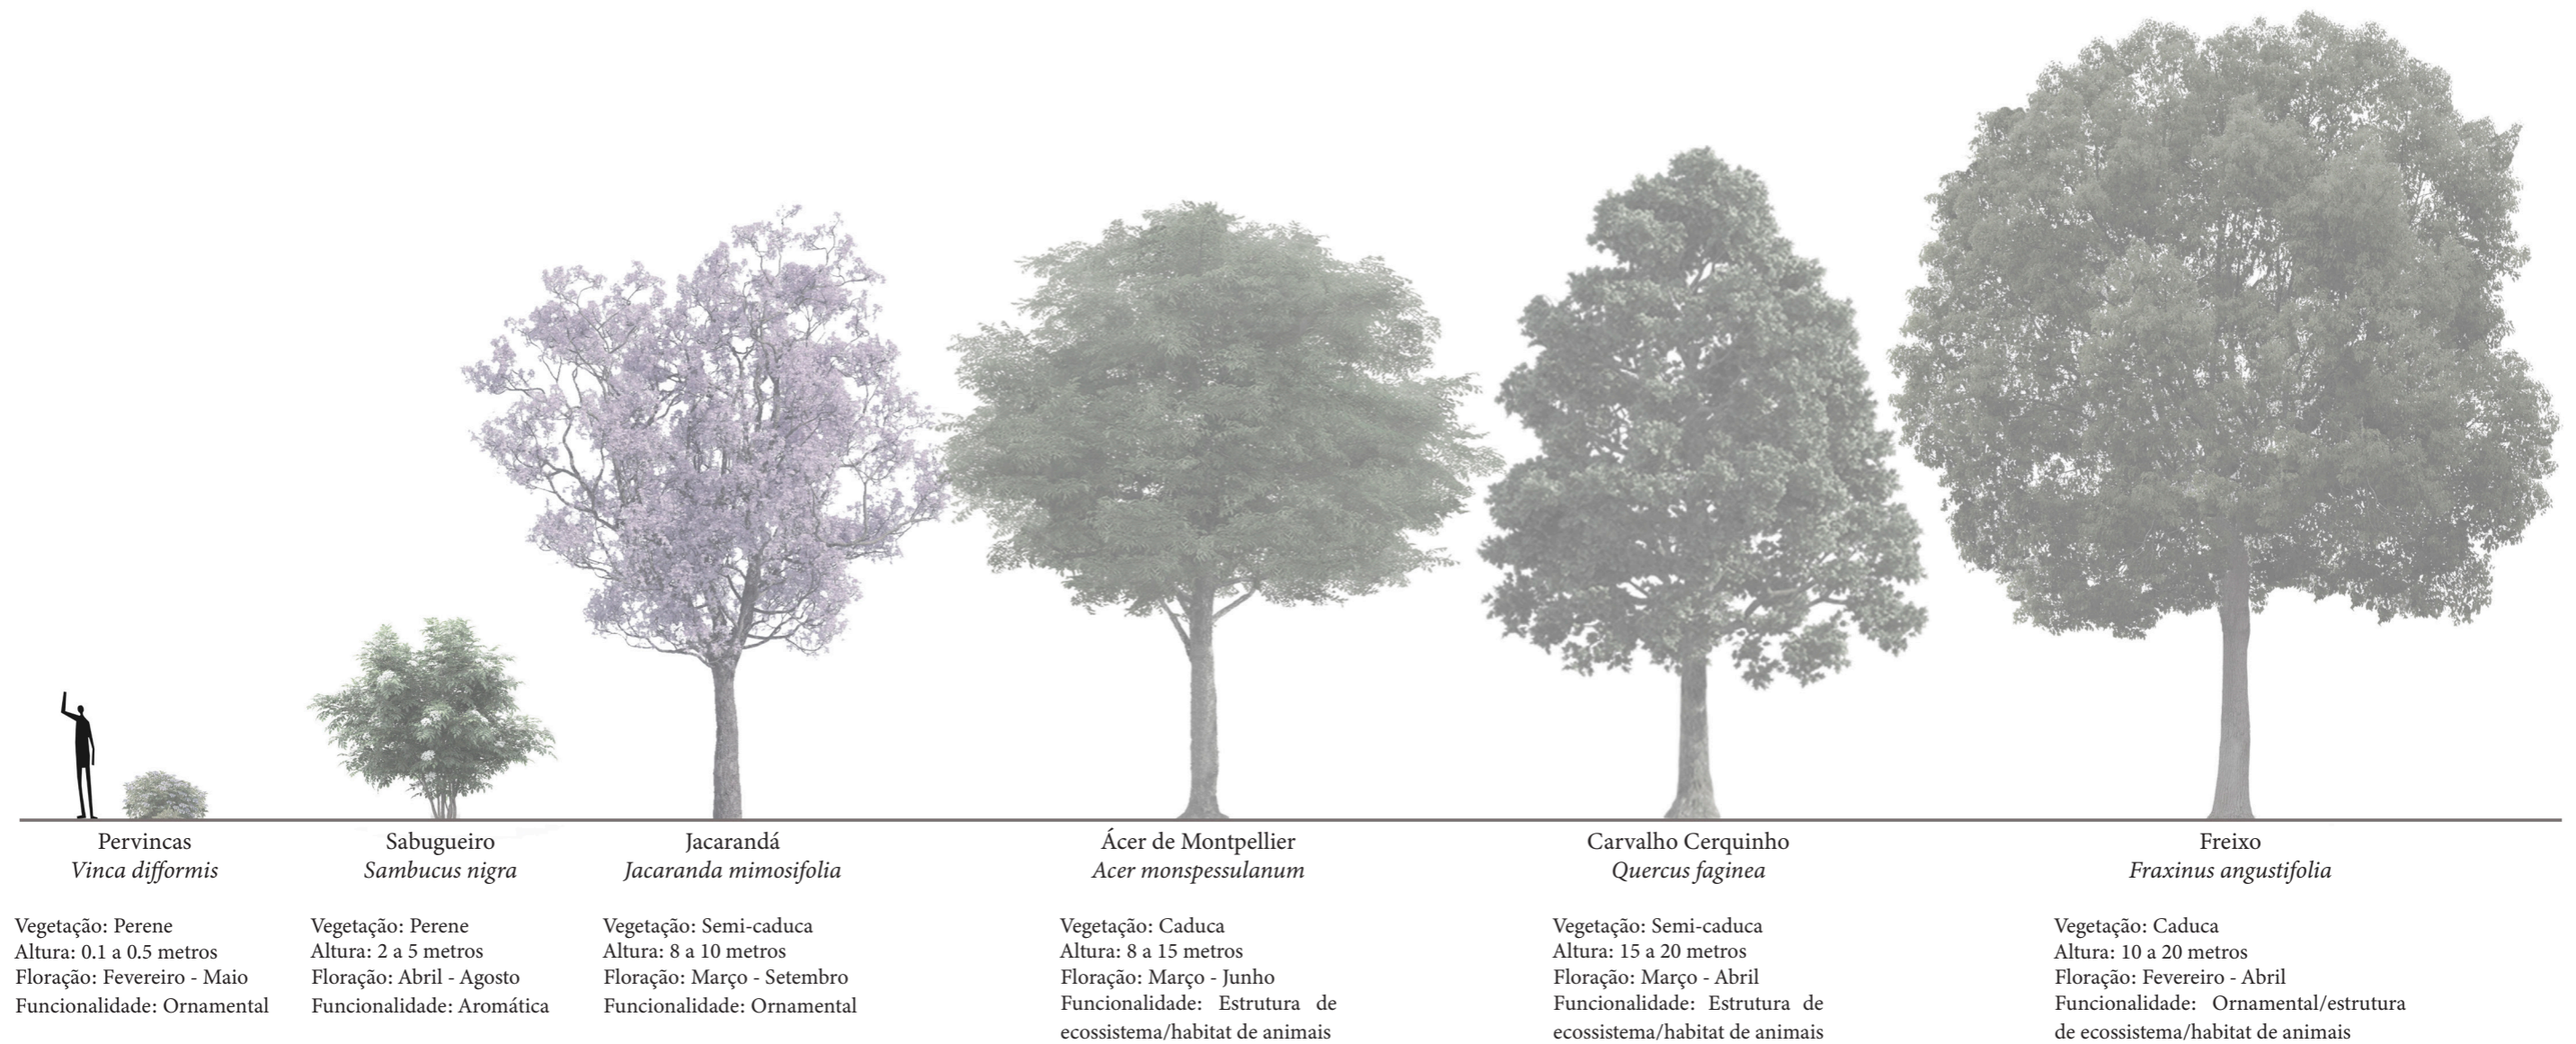 Pervincas
Vinca difformis
Vegetação: Perene
Altura: 0.1 a 0.5 metros
Floração: Fevereiro - Maio
Funcionalidade: Ornamental
Sabugueiro
Sambucus nigra
Vegetação: Perene
Altura: 2 a 5 metros
Floração: Abril - Agosto
Funcionalidade: Aromática
Jacarandá
Jacaranda mimosifolia
Vegetação: Semi-caduca
Altura: 8 a 10 metros
Floração: Março - Setembro
Funcionalidade: Ornamental
Ácer de Montpellier
Acer monspessulanum
Vegetação: Caduca
Altura: 8 a 15 metros
Floração: Março - Junho
Funcionalidade: Estrutura de
ecossistema/habitat de animais
Carvalho Cerquinho
Quercus faginea
Vegetação: Semi-caduca
Altura: 15 a 20 metros
Floração: Março - Abril
Funcionalidade: Estrutura de
ecossistema/habitat de animais
Freixo
Fraxinus angustifolia
Vegetação: Caduca
Altura: 10 a 20 metros
Floração: Fevereiro - Abril
Funcionalidade: Ornamental/estrutura
de ecossistema/habitat de animais